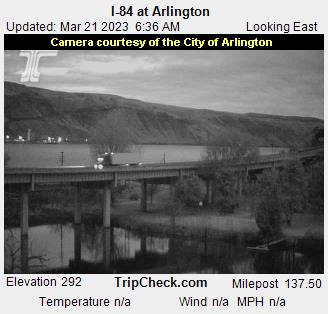 I-84 at Arlington
Updated: Mar 21 2023 6:36 AM Looking East
Camera courtesy of the City of Arlington
Elevation 292 TripCheck.com Milepost 137.50
Temperature n/a Wind n/a MPH n/a